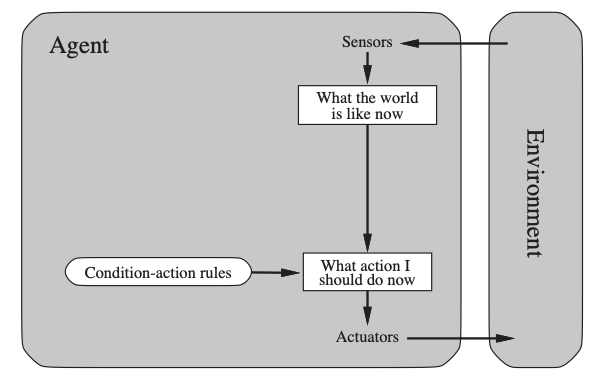 Agent
Sensors
What the world
is like now
Environment
Condition-action rules
What action I
should do now
Actuators